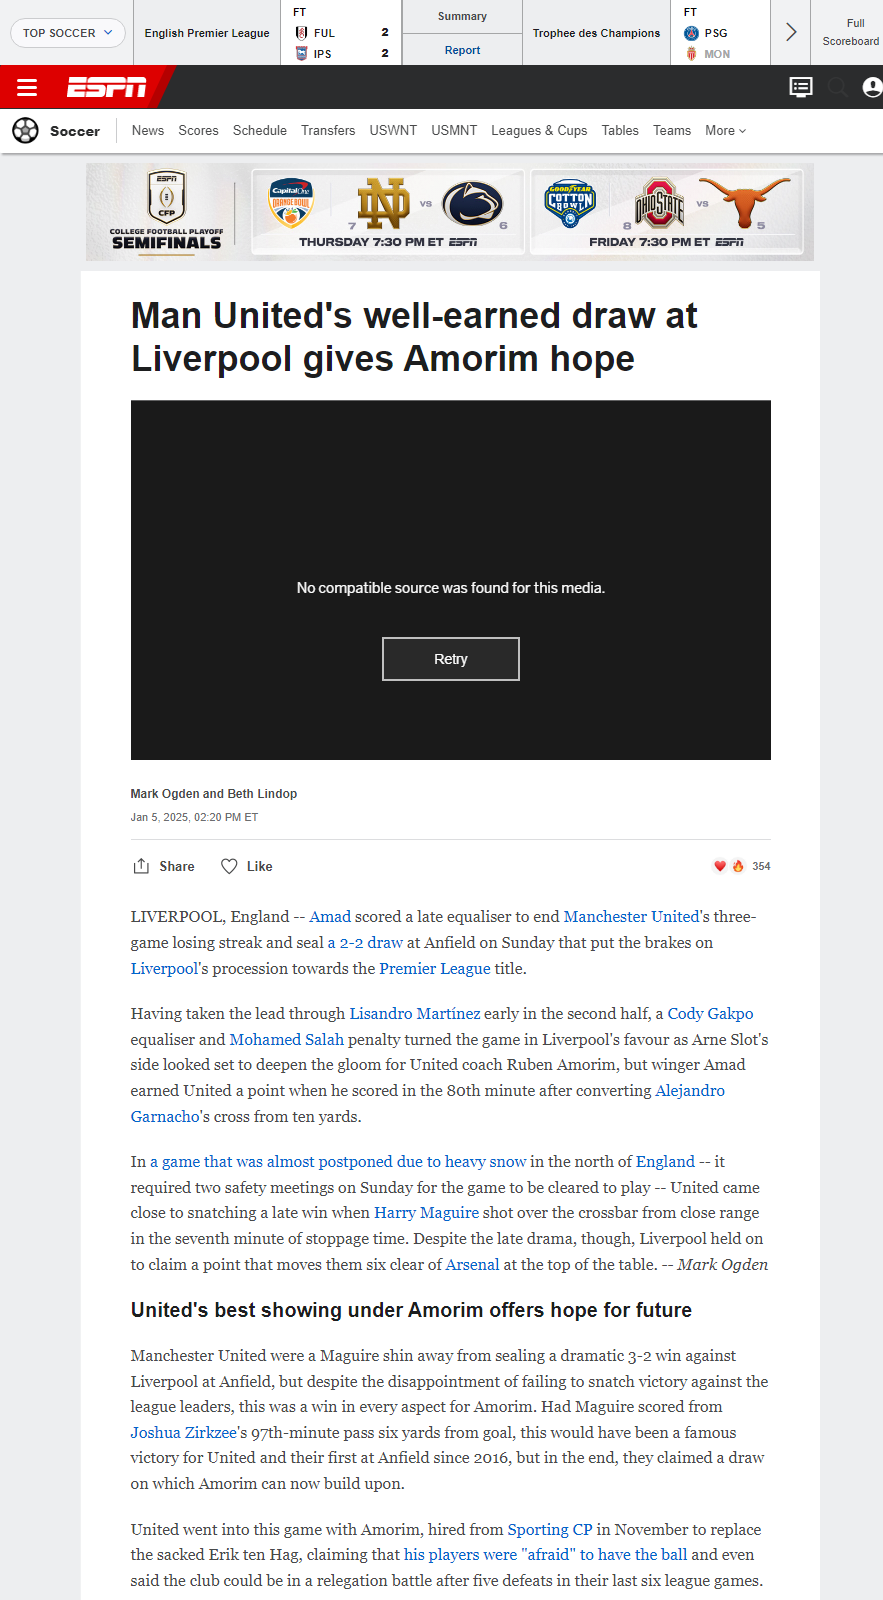 TOP SOCCER
English Premier League
FT
FUL 2
IPS 2
Summary
Report
Trophee des Champions
FT
PSG
MON
Full
Scoreboard
ESPN
Soccer
News Scores Schedule Transfers USWNT USMNT Leagues & Cups Tables Teams More
ESPN
CFP
COLLEGE FOOTBALL PLAYOFF
SEMIFINALS
Capital One
ORANGE BOWL
7 ND vs 6
THURSDAY 7:30 PM ET ESPN
GOODYEAR
COTTON BOWL
8 OHIO STATE vs 5
FRIDAY 7:30 PM ET ESPN
Man United's well-earned draw at
Liverpool gives Amorim hope
No compatible source was found for this media.
Retry
Mark Ogden and Beth Lindop
Jan 5, 2025, 02:20 PM ET
Share Like 354
LIVERPOOL, England -- Amad scored a late equaliser to end Manchester United's three-
game losing streak and seal a 2-2 draw at Anfield on Sunday that put the brakes on
Liverpool's procession towards the Premier League title.
Having taken the lead through Lisandro Martínez early in the second half, a Cody Gakpo
equaliser and Mohamed Salah penalty turned the game in Liverpool's favour as Arne Slot's
side looked set to deepen the gloom for United coach Ruben Amorim, but winger Amad
earned United a point when he scored in the 80th minute after converting Alejandro
Garnacho's cross from ten yards.
In a game that was almost postponed due to heavy snow in the north of England -- it
required two safety meetings on Sunday for the game to be cleared to play -- United came
close to snatching a late win when Harry Maguire shot over the crossbar from close range
in the seventh minute of stoppage time. Despite the late drama, though, Liverpool held on
to claim a point that moves them six clear of Arsenal at the top of the table. -- Mark Ogden
United's best showing under Amorim offers hope for future
Manchester United were a Maguire shin away from sealing a dramatic 3-2 win against
Liverpool at Anfield, but despite the disappointment of failing to snatch victory against the
league leaders, this was a win in every aspect for Amorim. Had Maguire scored from
Joshua Zirkzee's 97th-minute pass six yards from goal, this would have been a famous
victory for United and their first at Anfield since 2016, but in the end, they claimed a draw
on which Amorim can now build upon.
United went into this game with Amorim, hired from Sporting CP in November to replace
the sacked Erik ten Hag, claiming that his players were "afraid" to have the ball and even
said the club could be in a relegation battle after five defeats in their last six league games.